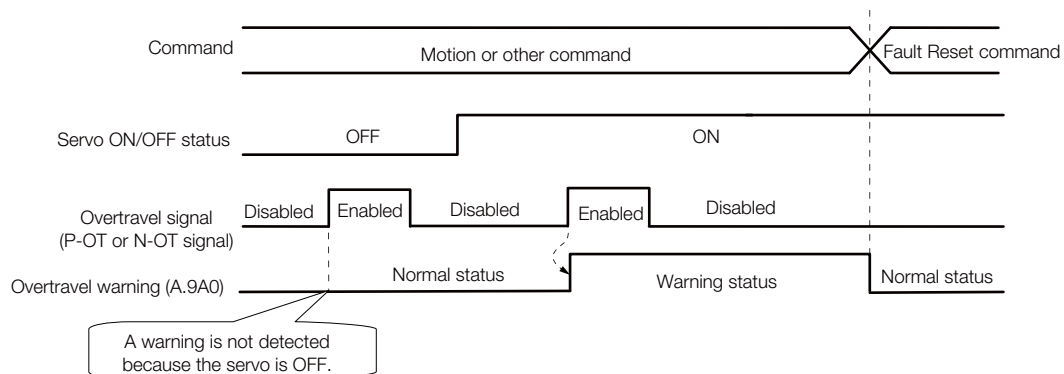 Command
Motion or other command
Fault Reset command
Servo ON/OFF status
OFF
ON
Overtravel signal
(P-OT or N-OT signal)
Disabled
Enabled
Disabled
Enabled
Disabled
Overtravel warning (A.9A0)
Normal status
Warning status
Normal status
A warning is not detected
because the servo is OFF.